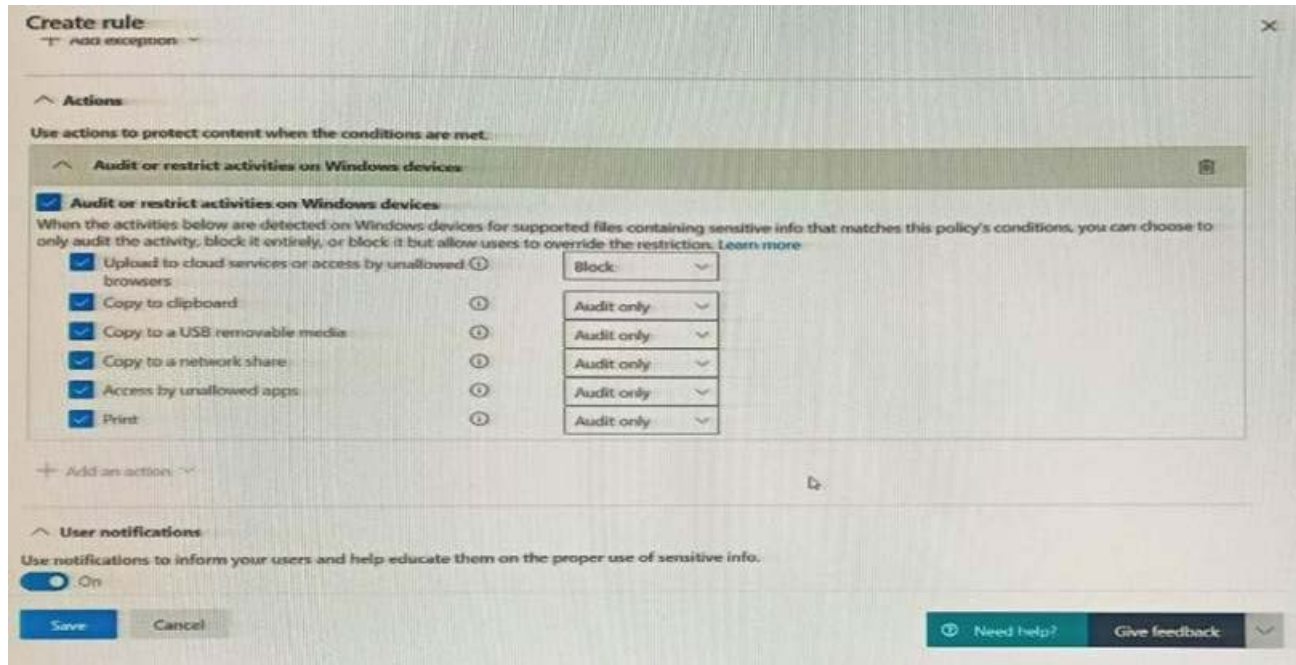 Create rule
+ Add exception
Actions
Use actions to protect content when the conditions are met.
Audit or restrict activities on Windows devices
Audit or restrict activities on Windows devices
When the activities below are detected on Windows devices for supported files containing sensitive info that matches this policy's conditions, you can choose to
only audit the activity, block it entirely, or block it but allow users to override the restriction. Learn more
Upload to cloud services or access by unallowed Block
browsers
Copy to clipboard Audit only
Copy to a USB removable media Audit only
Copy to a network share Audit only
Access by unallowed apps Audit only
Print Audit only
+ Add an action
User notifications
Use notifications to inform your users and help educate them on the proper use of sensitive info.
On
Save Cancel Need help? Give feedback